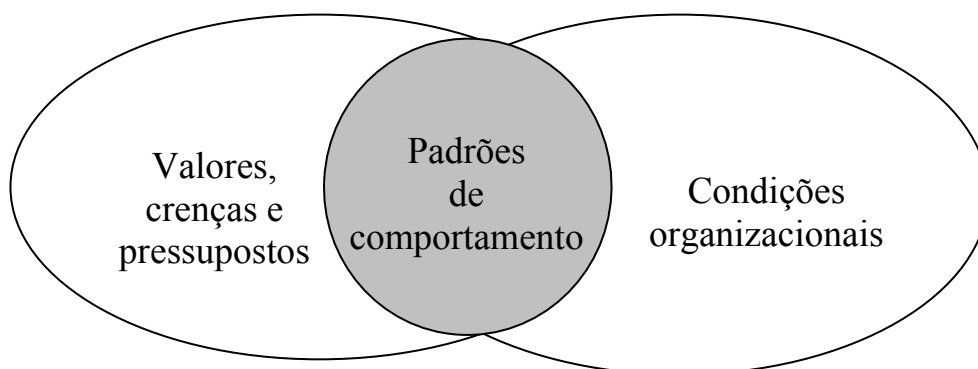 Valores,
crenças e
pressupostos
Padrões
de
comportamento
Condições
organizacionais